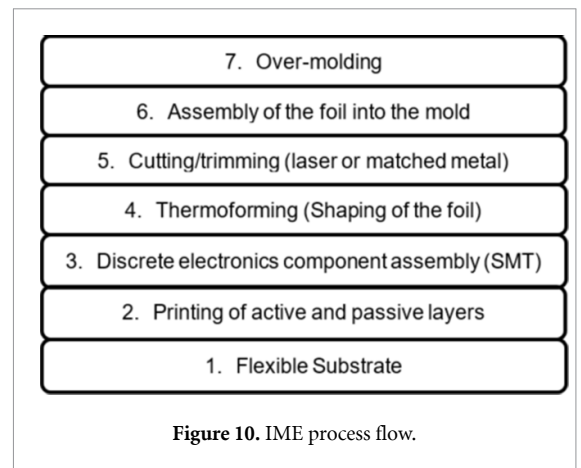 7. Over-molding
6. Assembly of the foil into the mold
5. Cutting/trimming (laser or matched metal)
4. Thermoforming (Shaping of the foil)
3. Discrete electronics component assembly (SMT)
2. Printing of active and passive layers
1. Flexible Substrate
Figure 10. IME process flow.